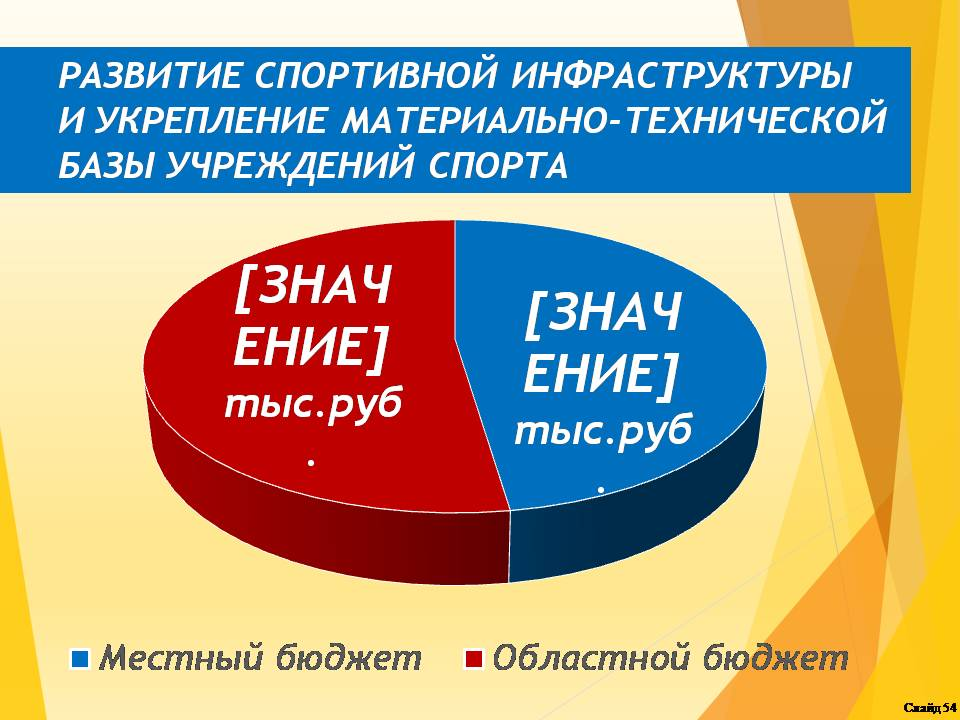 РАЗВИТИЕ СПОРТИВНОЙ ИНФРАСТРУКТУРЫ
И УКРЕПЛЕНИЕ МАТЕРИАЛЬНО-ТЕХНИЧЕСКОЙ
БАЗЫ УЧРЕЖДЕНИЙ СПОРТА
[ЗНАЧ
ЕНИЕ]
тыс.руб
.
[ЗНАЧ
ЕНИЕ]
тыс.руб
.
Местный бюджет
Областной бюджет
Слайд 54